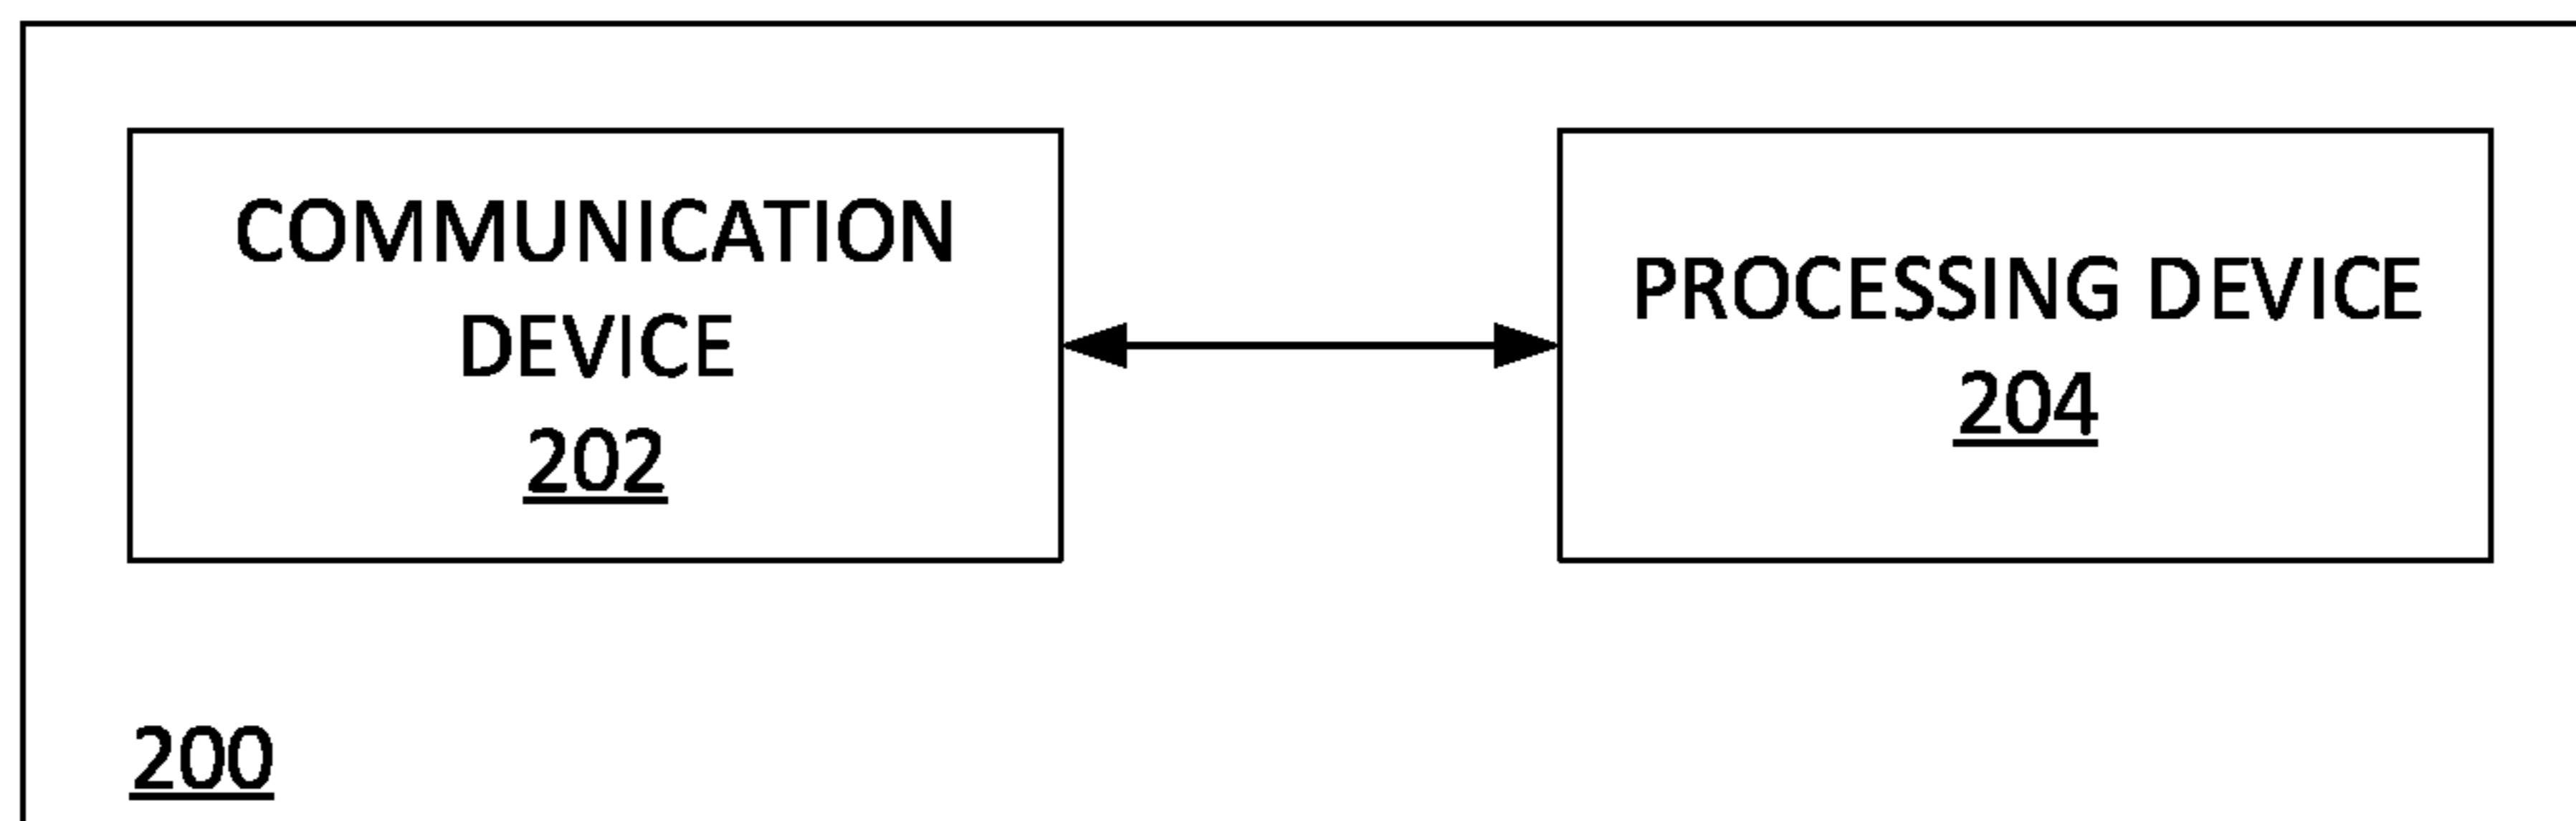 COMMUNICATION
DEVICE
202
PROCESSING DEVICE
204
200